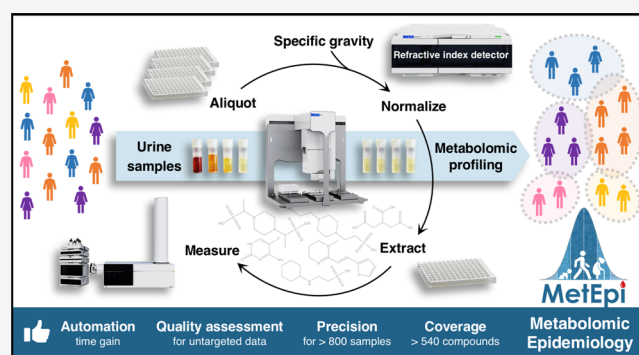 Specific gravity
Refractive index detector
Aliquot
Normalize
Urine
samples
Metabolomic
profiling
Measure
Extract
MetEpi
Automation
time gain
Quality assessment
for untargeted data
Precision
for > 800 samples
Coverage
> 540 compounds
Metabolomic
Epidemiology